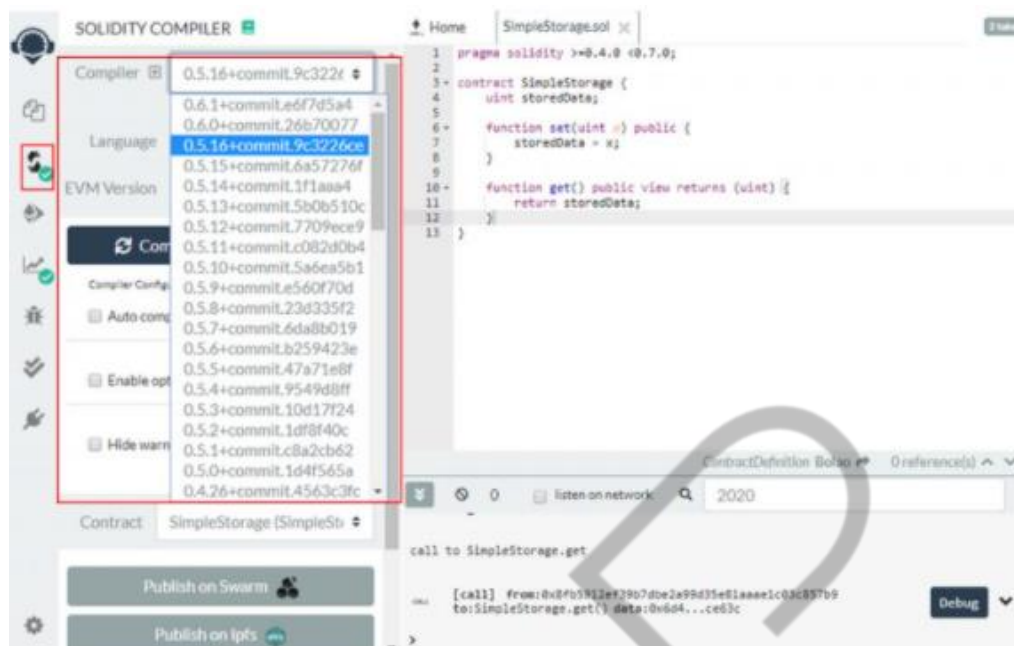 SOLIDITY COMPILER
Compiler
0.5.16+commit.9c3226
0.6.1+commit.e6f7d5a4
0.6.0+commit.26b70077
0.5.16+commit.9c3226ce
0.5.15+commit.6a57276f
0.5.14+commit.1f1aaa4
0.5.13+commit.5b0b510c
0.5.12+commit.7709ece9
0.5.11+commit.c082d0b4
0.5.10+commit.5a6ea5b1
0.5.9+commit.e560f70d
0.5.8+commit.23d335f2
0.5.7+commit.6da8b019
0.5.6+commit.b259423e
0.5.5+commit.47a71e8f
0.5.4+commit.9549d8ff
0.5.3+commit.10d17f24
0.5.2+commit.1df8f40c
0.5.1+commit.c8a2cb62
0.5.0+commit.1d4f565a
0.4.26+commit.4563c3fc
Language
EVM Version
Com
Compiler Config
Auto comp
Enable opt
Hide warn
Contract
SimpleStorage (SimpleSt
Publish on Swarm
Publish on Ipfs
Home
SimpleStorage.sol
1 pragma solidity >=0.4.0 <0.7.0;
2
3 contract SimpleStorage {
4 uint storedData;
5
6 function set(uint x) public {
7 storedData = x;
8 }
9
10 function get() public view returns (uint) {
11 return storedData;
12 }
13 }
ContractDefinition Bolao
0 reference(s)
0
listen on network
2020
call to SimpleStorage.get
[call] from:
to:SimpleStorage.get() data:0x6d4...ce63c
Debug
>